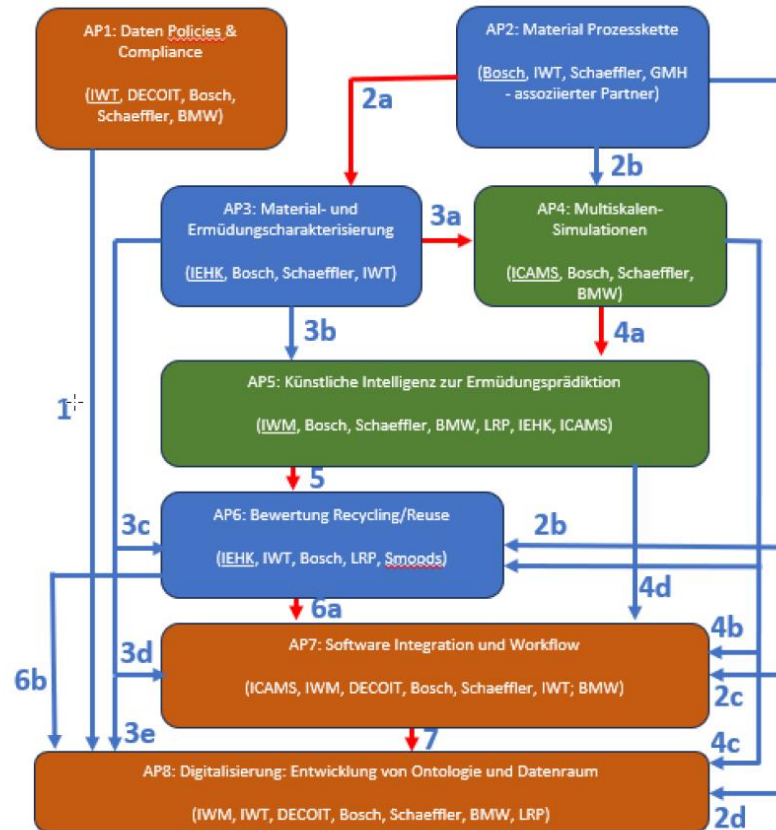 AP1: Daten Policies &
Compliance
(IWT, DECOIT, Bosch,
Schaeffler, BMW)
AP2: Material Prozesskette
(Bosch, IWT, Schaeffler, GMH
- assoziierter Partner)
2a
2b
AP3: Material- und
Ermüdungscharakterisierung
(IEHK, Bosch, Schaeffler, IWT)
3a
AP4: Multiskalen-
Simulationen
(ICAMS, Bosch, Schaeffler,
BMW)
3b
4a
AP5: Künstliche Intelligenz zur Ermüdungsprädiktion
(IWM, Bosch, Schaeffler, BMW, LRP, IEHK, ICAMS)
1
5
3c
AP6: Bewertung Recycling/Reuse
(IEHK, IWT, Bosch, LRP, Smoods)
2b
4d
6a
4b
3d
AP7: Software Integration und Workflow
(ICAMS, IWM, DECOIT, Bosch, Schaeffler, IWT; BMW)
6b
2c
3e
7
4c
AP8: Digitalisierung: Entwicklung von Ontologie und Datenraum
(IWM, IWT, DECOIT, Bosch, Schaeffler, BMW, LRP)
2d